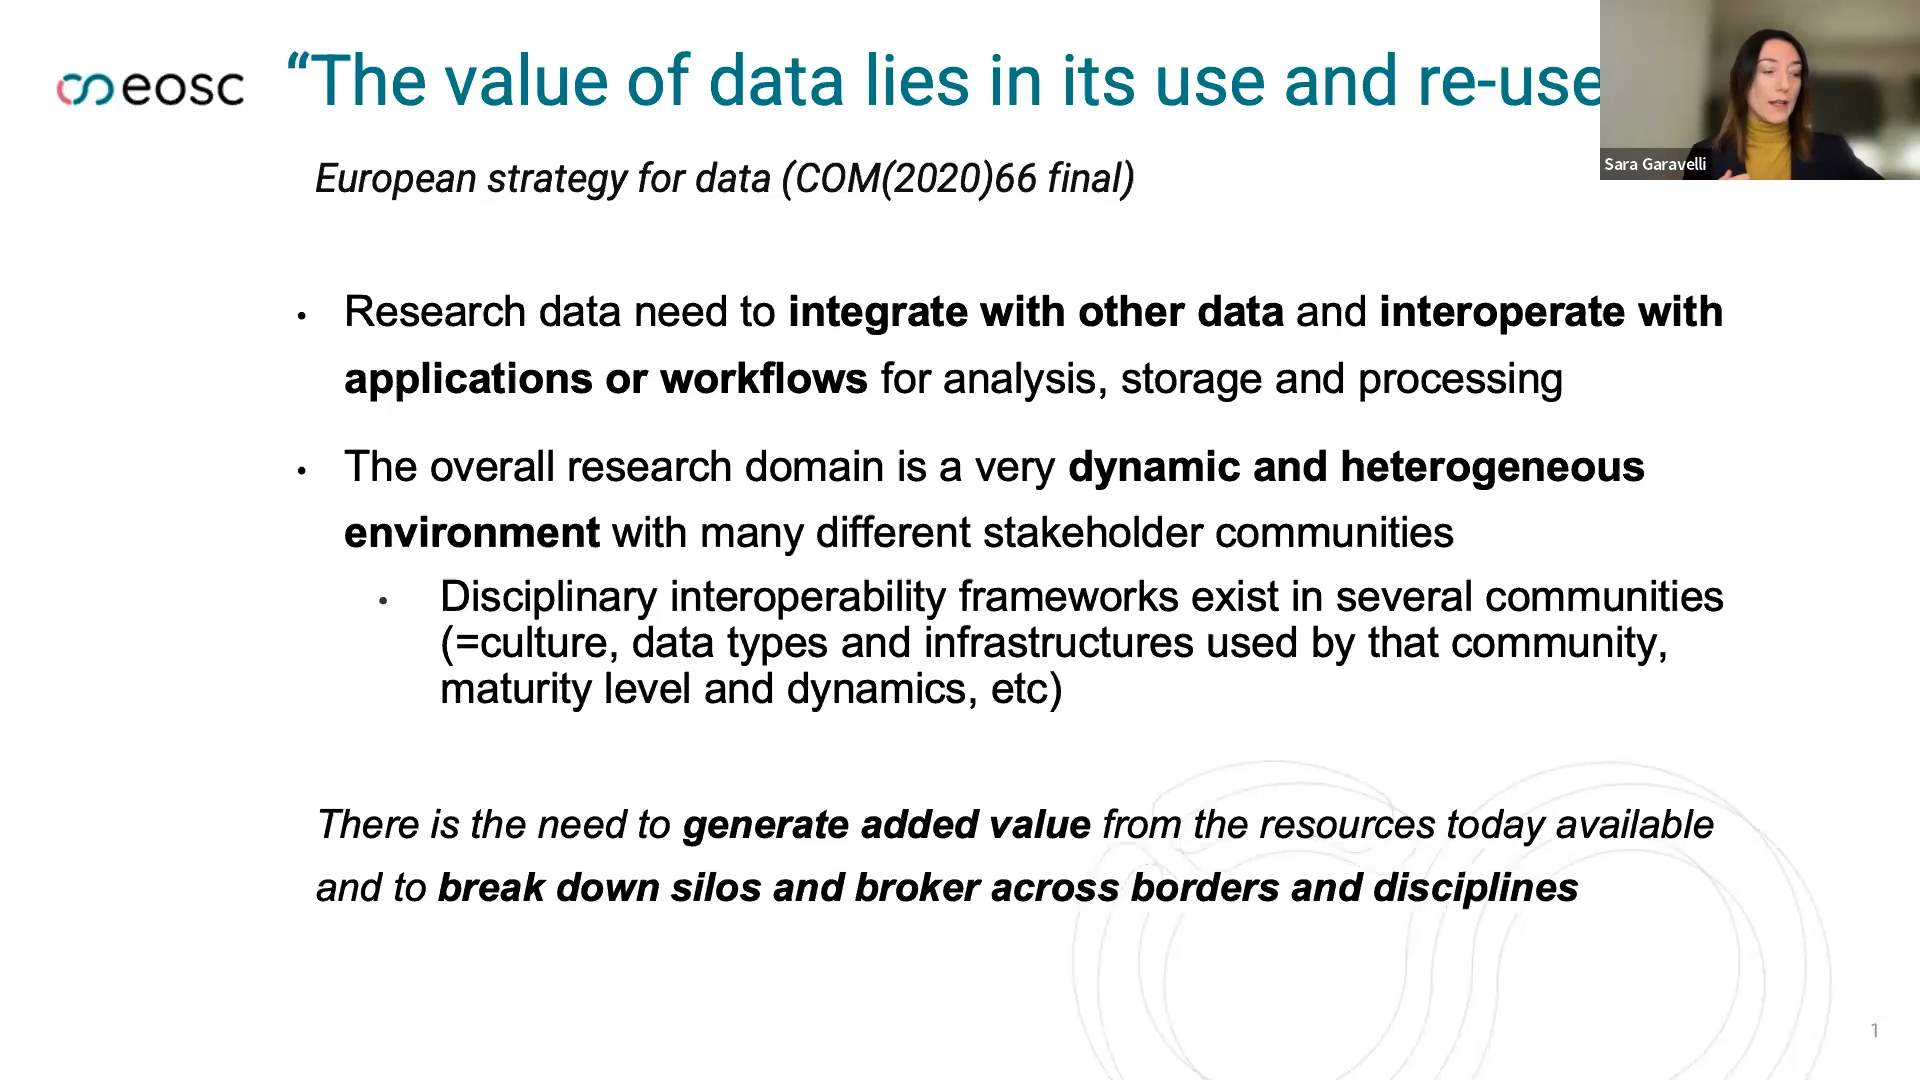 eosc
“The value of data lies in its use and re-use
Sara Garavelli
European strategy for data (COM(2020)66 final)
• Research data need to integrate with other data and interoperate with
applications or workflows for analysis, storage and processing
• The overall research domain is a very dynamic and heterogeneous
environment with many different stakeholder communities
• Disciplinary interoperability frameworks exist in several communities
(=culture, data types and infrastructures used by that community,
maturity level and dynamics, etc)
There is the need to generate added value from the resources today available
and to break down silos and broker across borders and disciplines
1